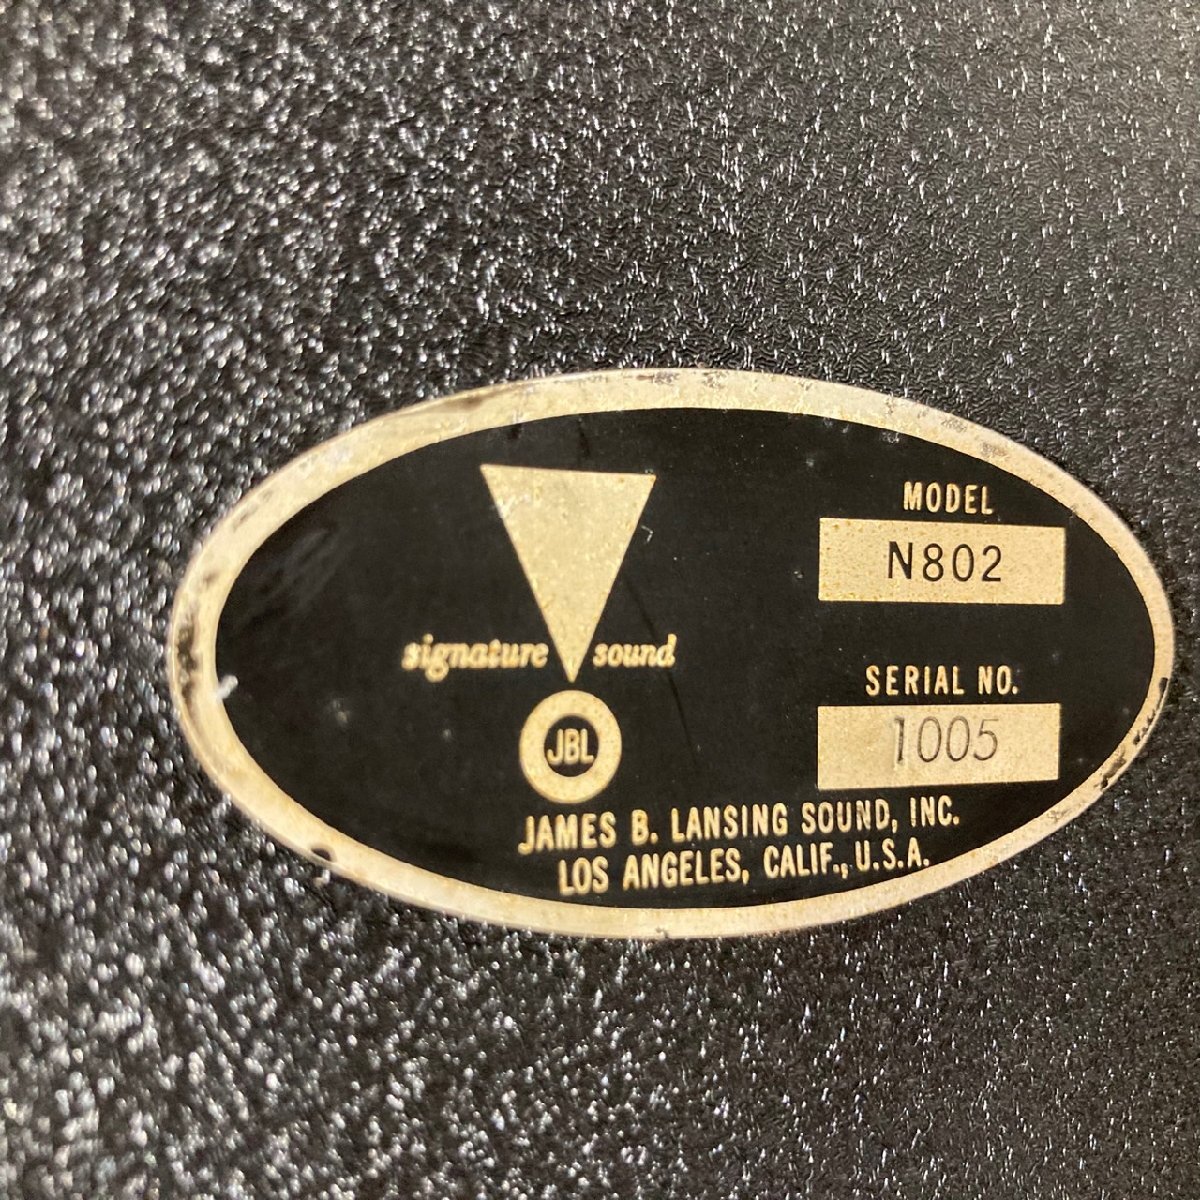 MODEL
N802
signature sound
SERIAL NO.
1005
JBL
JAMES B. LANSING SOUND, INC.
LOS ANGELES, CALIF., U.S.A.